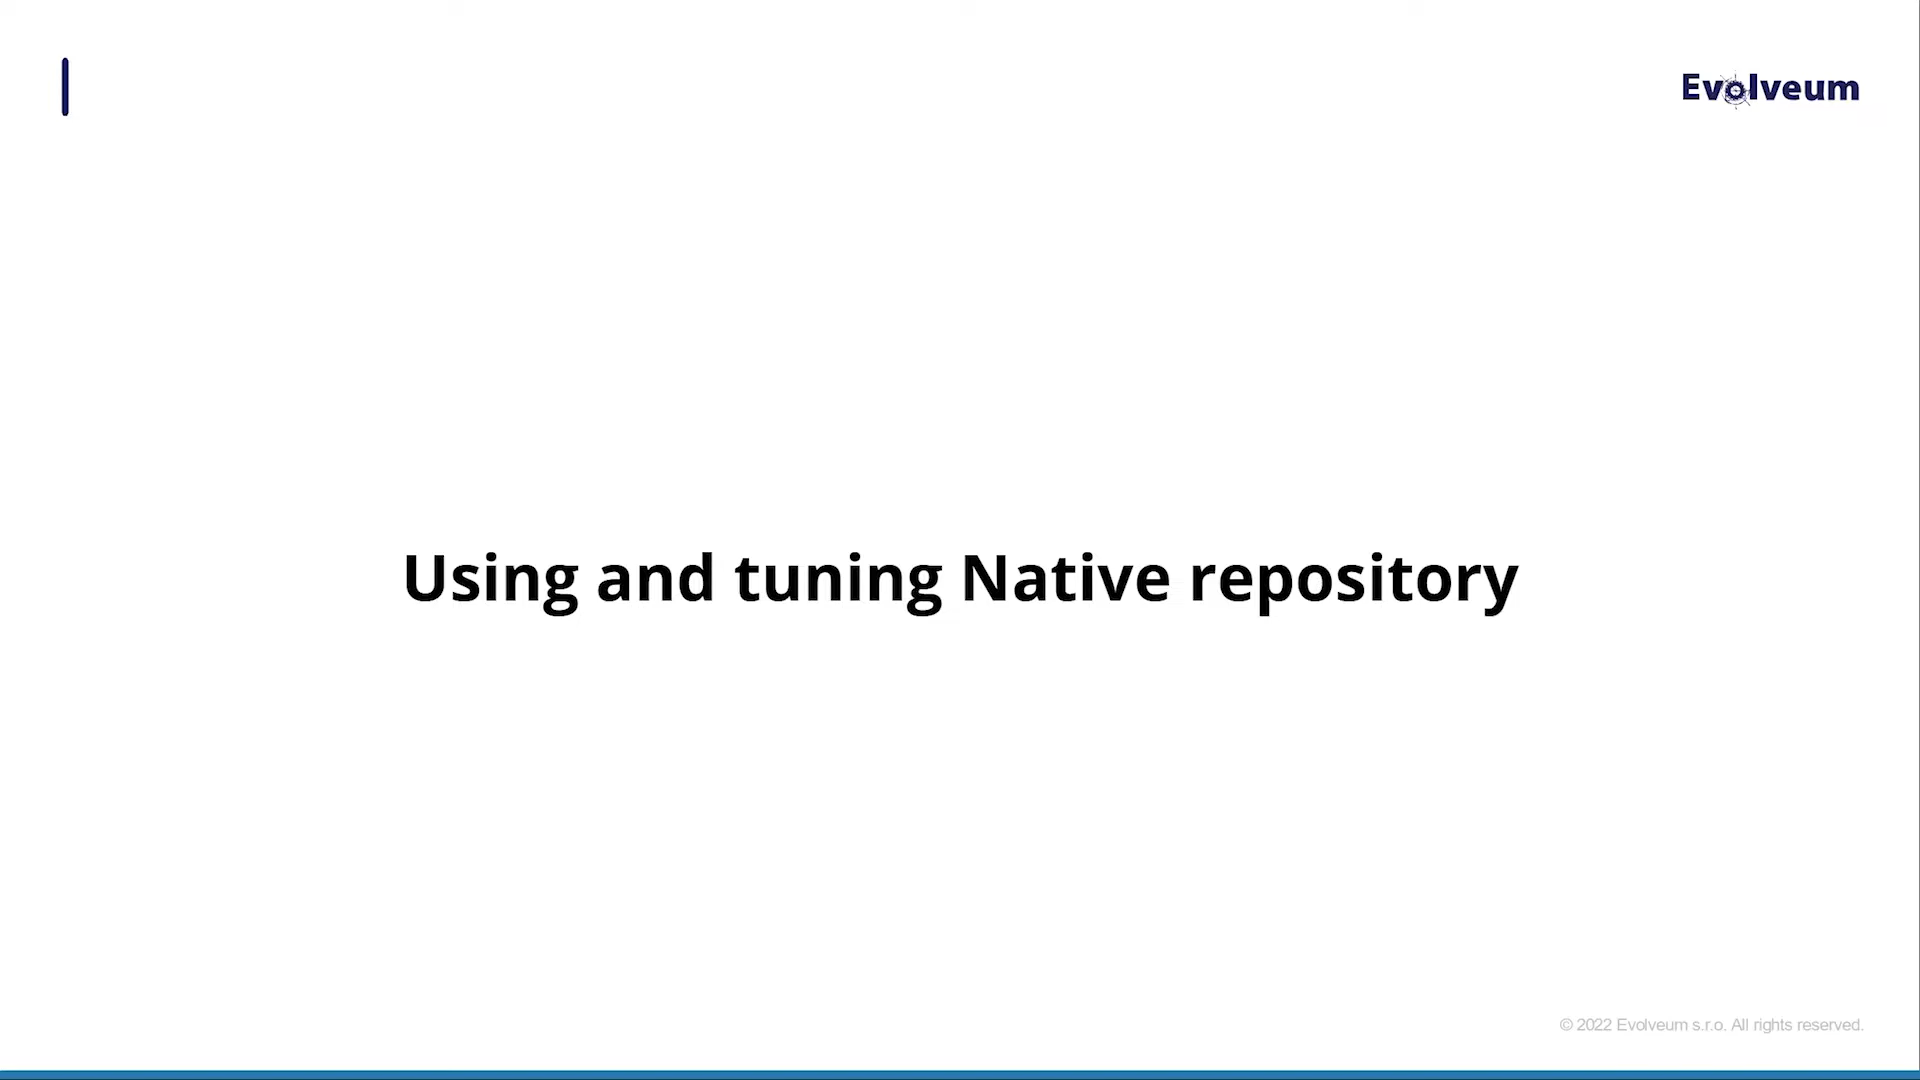 Evolveum
Using and tuning Native repository
© 2022 Evolveum s.r.o. All rights reserved.